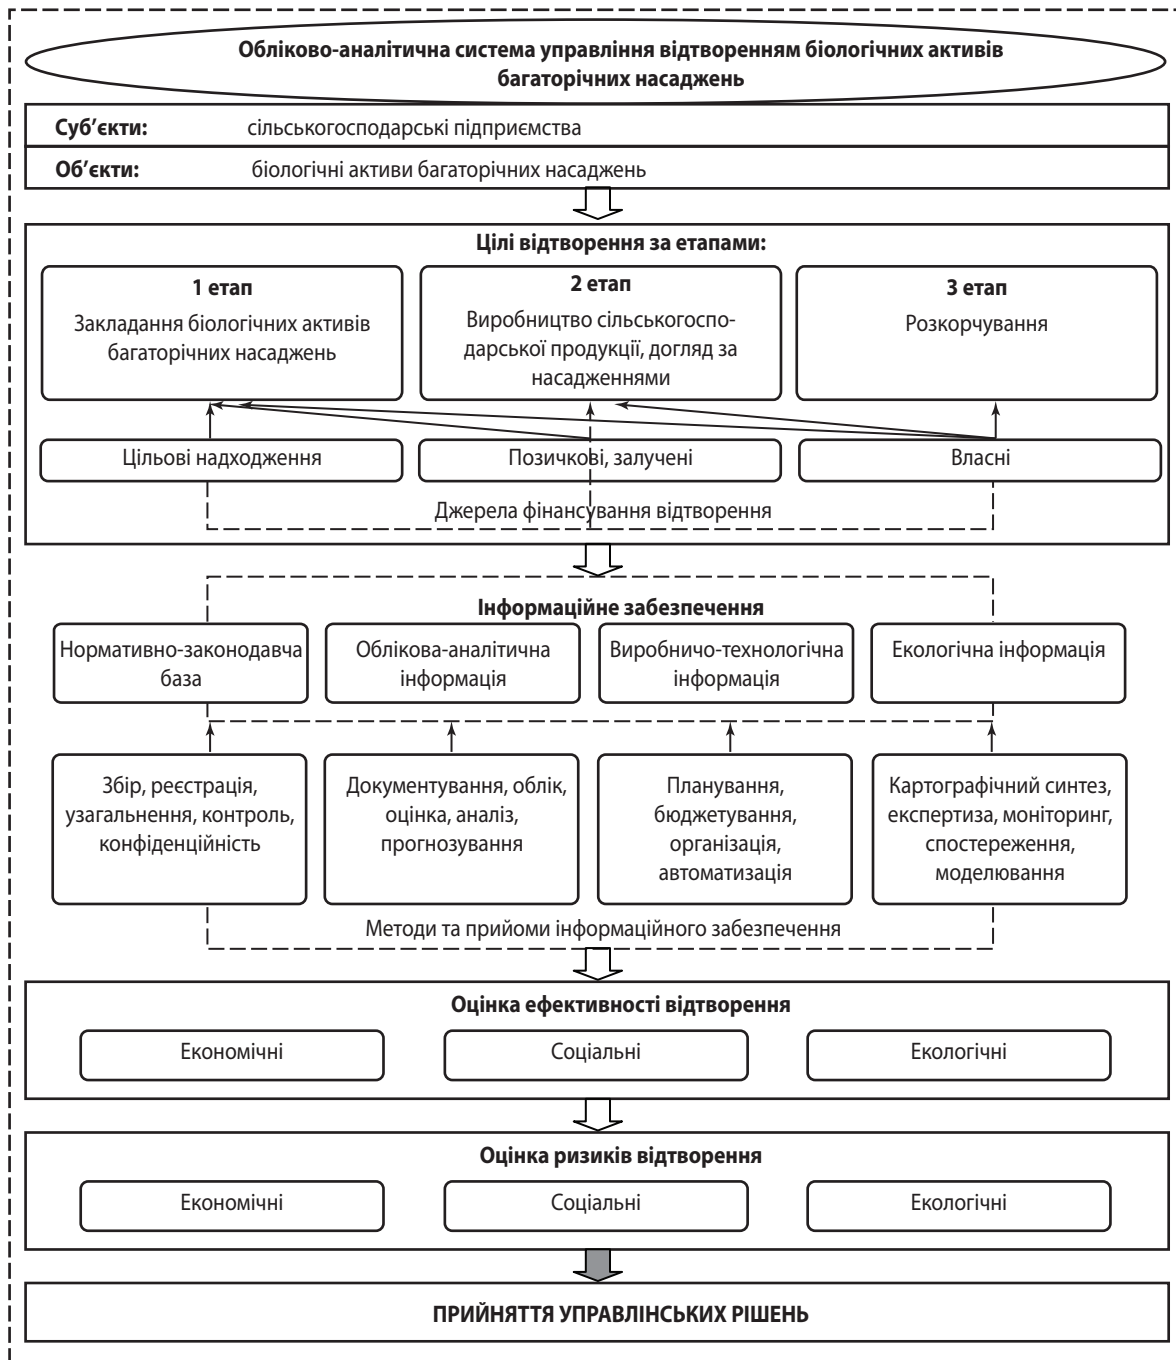 Обліково-аналітична система управління відтворенням біологічних активів
багаторічних насаджень
Суб’єкти: сільськогосподарські підприємства
Об’єкти: біологічні активи багаторічних насаджень
Цілі відтворення за етапами:
1 етап
Закладання біологічних активів
багаторічних насаджень
2 етап
Виробництво сільськогоспо-
дарської продукції, догляд за
насадженнями
3 етап
Розкорчування
Цільові надходження
Позичкові, залучені
Власні
Джерела фінансування відтворення
Інформаційне забезпечення
Нормативно-законодавча
база
Облікова-аналітична
інформація
Виробничо-технологічна
інформація
Екологічна інформація
Збір, реєстрація,
узагальнення, контроль,
конфіденційність
Документування, облік,
оцінка, аналіз,
прогнозування
Планування,
бюджетування,
організація,
автоматизація
Картографічний синтез,
експертиза, моніторинг,
спостереження,
моделювання
Методи та прийоми інформаційного забезпечення
Оцінка ефективності відтворення
Економічні
Соціальні
Екологічні
Оцінка ризиків відтворення
Економічні
Соціальні
Екологічні
ПРИЙНЯТТЯ УПРАВЛІНСЬКИХ РІШЕНЬ